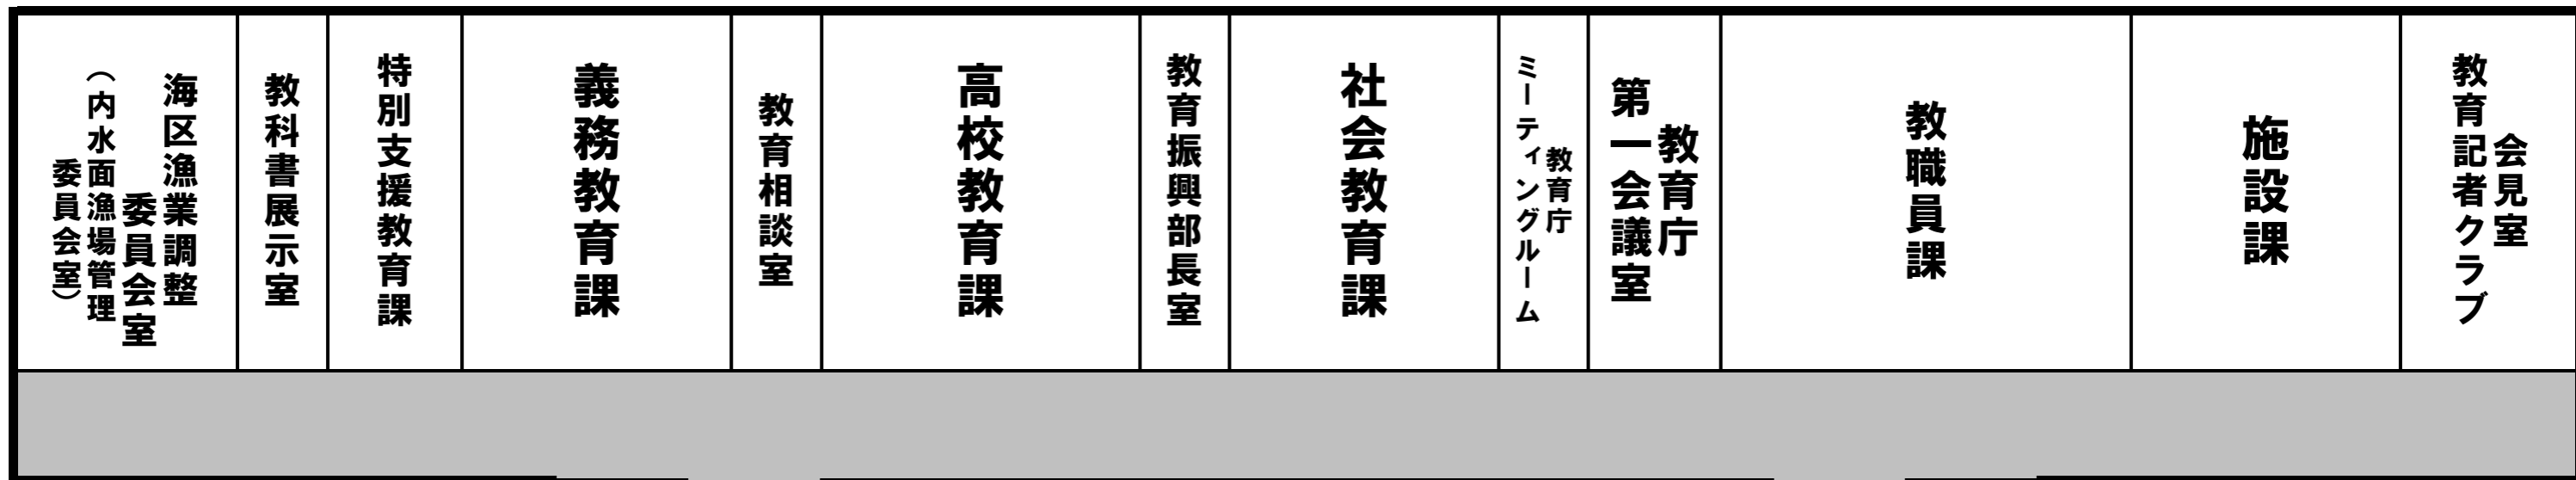 海区漁業調整
委員会室
（内水面漁場管理
委員会室）
教科書展示室
特別支援教育課
義務教育課
教育相談室
高校教育課
教育振興部長室
社会教育課
教育庁
ミーティングルーム
教育庁
第一会議室
教職員課
施設課
会見室
教育記者クラブ